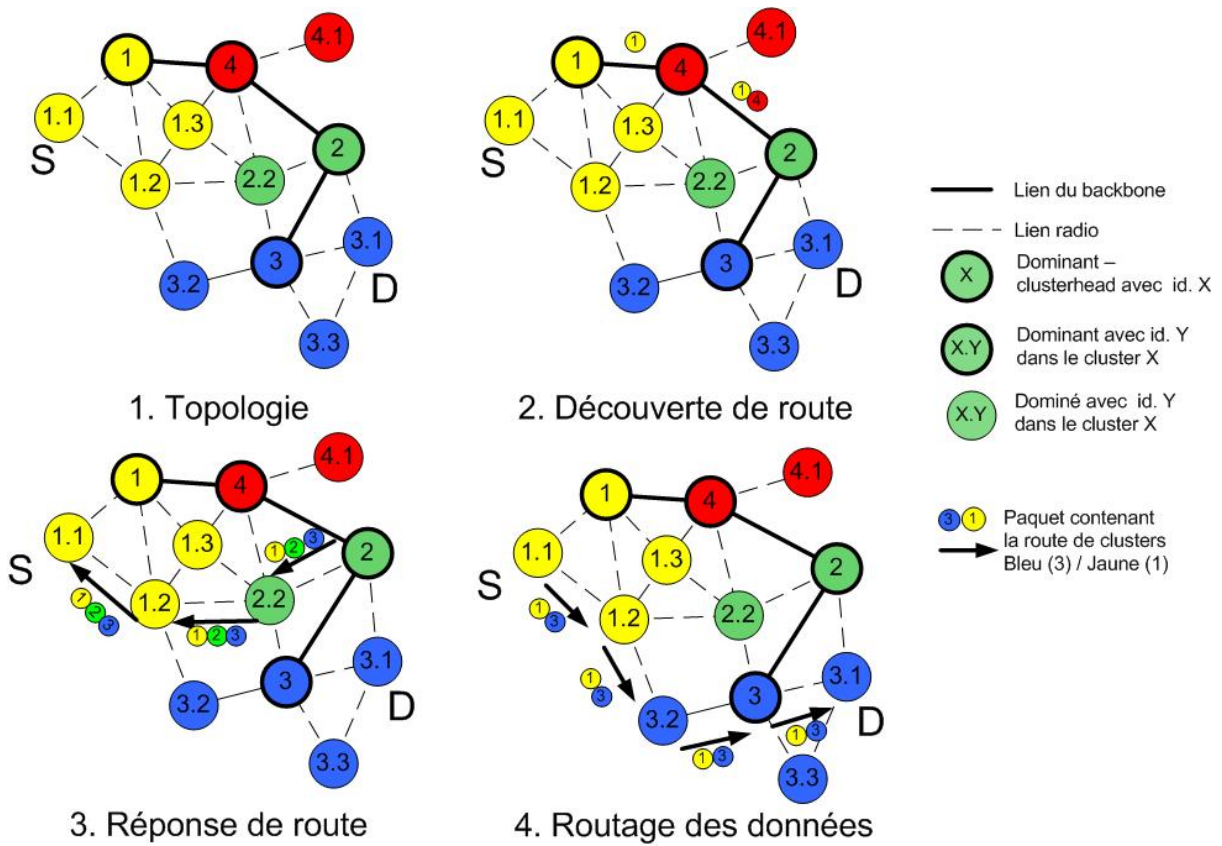 1
4
4.1
1.1
1.3
S
2
1.2
2.2
3.1
3
3.2
D
3.3
1. Topologie
1
1
4
4.1
1
4
1.1
1.3
S
2
1.2
2.2
3.1
3
3.2
D
3.3
2. Découverte de route
1
4
4.1
1.1
1.3
2
S
1 2 3
1.2
2.2
1 2 3
1 2 3
3.1
3
3.2
D
3.3
3. Réponse de route
1
4
4.1
1.1
1.3
S
2
1 3
1.2
2.2
1 3
3.1
3
3.2
D
1 3
1 3
3.3
4. Routage des données
Lien du backbone
Lien radio
X
Dominant –
clusterhead avec id. X
X.Y
Dominant avec id. Y
dans le cluster X
X.Y
Dominé avec id. Y
dans le cluster X
3 1
Paquet contenant
la route de clusters
Bleu (3) / Jaune (1)